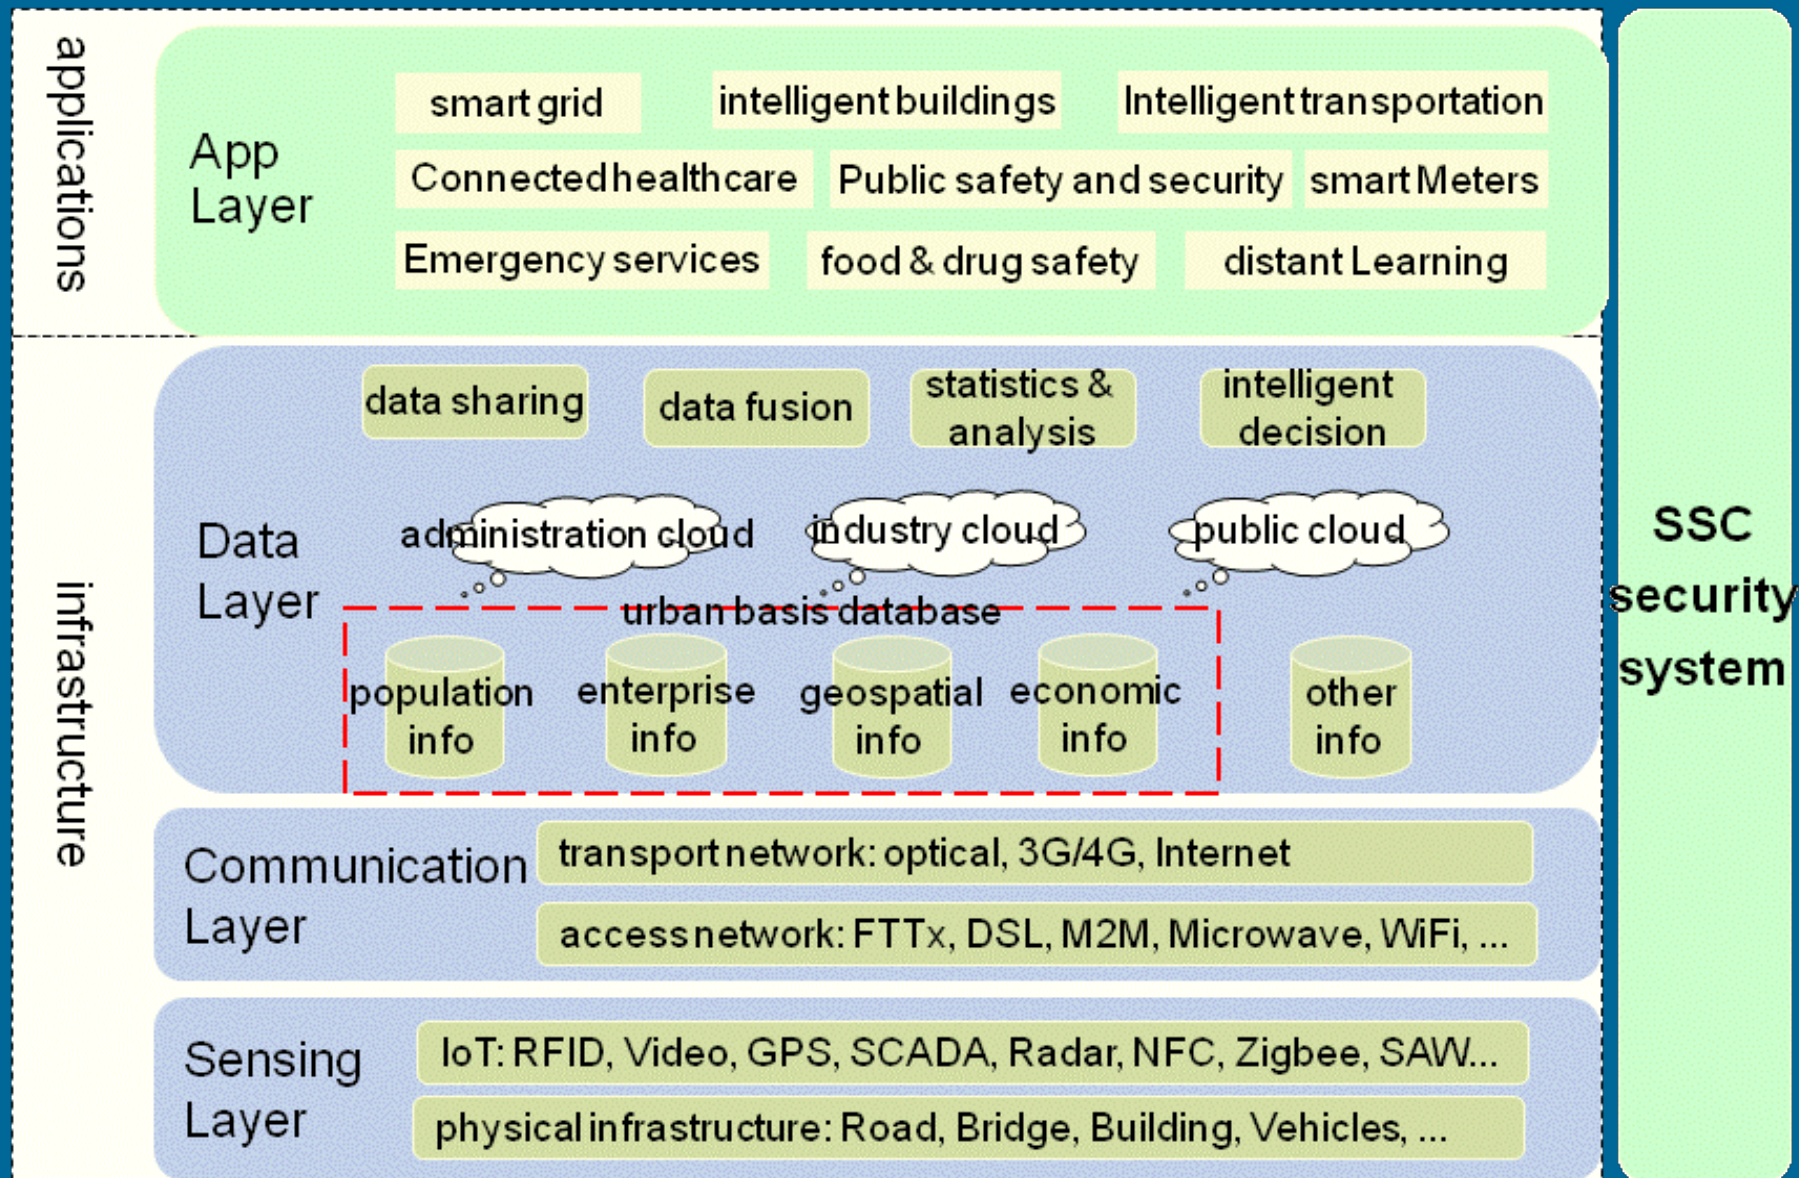 applications
App
Layer
smart grid
intelligent buildings
Intelligent transportation
Connected healthcare
Public safety and security
smart Meters
Emergency services
food & drug safety
distant Learning
infrastructure
Data
Layer
data sharing
data fusion
statistics &
analysis
intelligent
decision
administration cloud
industry cloud
public cloud
urban basis database
population
info
enterprise
info
geospatial
info
economic
info
other
info
Communication
Layer
transport network: optical, 3G/4G, Internet
access network: FTTx, DSL, M2M, Microwave, WiFi, ...
Sensing
Layer
IoT: RFID, Video, GPS, SCADA, Radar, NFC, Zigbee, SAW...
physical infrastructure: Road, Bridge, Building, Vehicles, ...
SSC
security
system